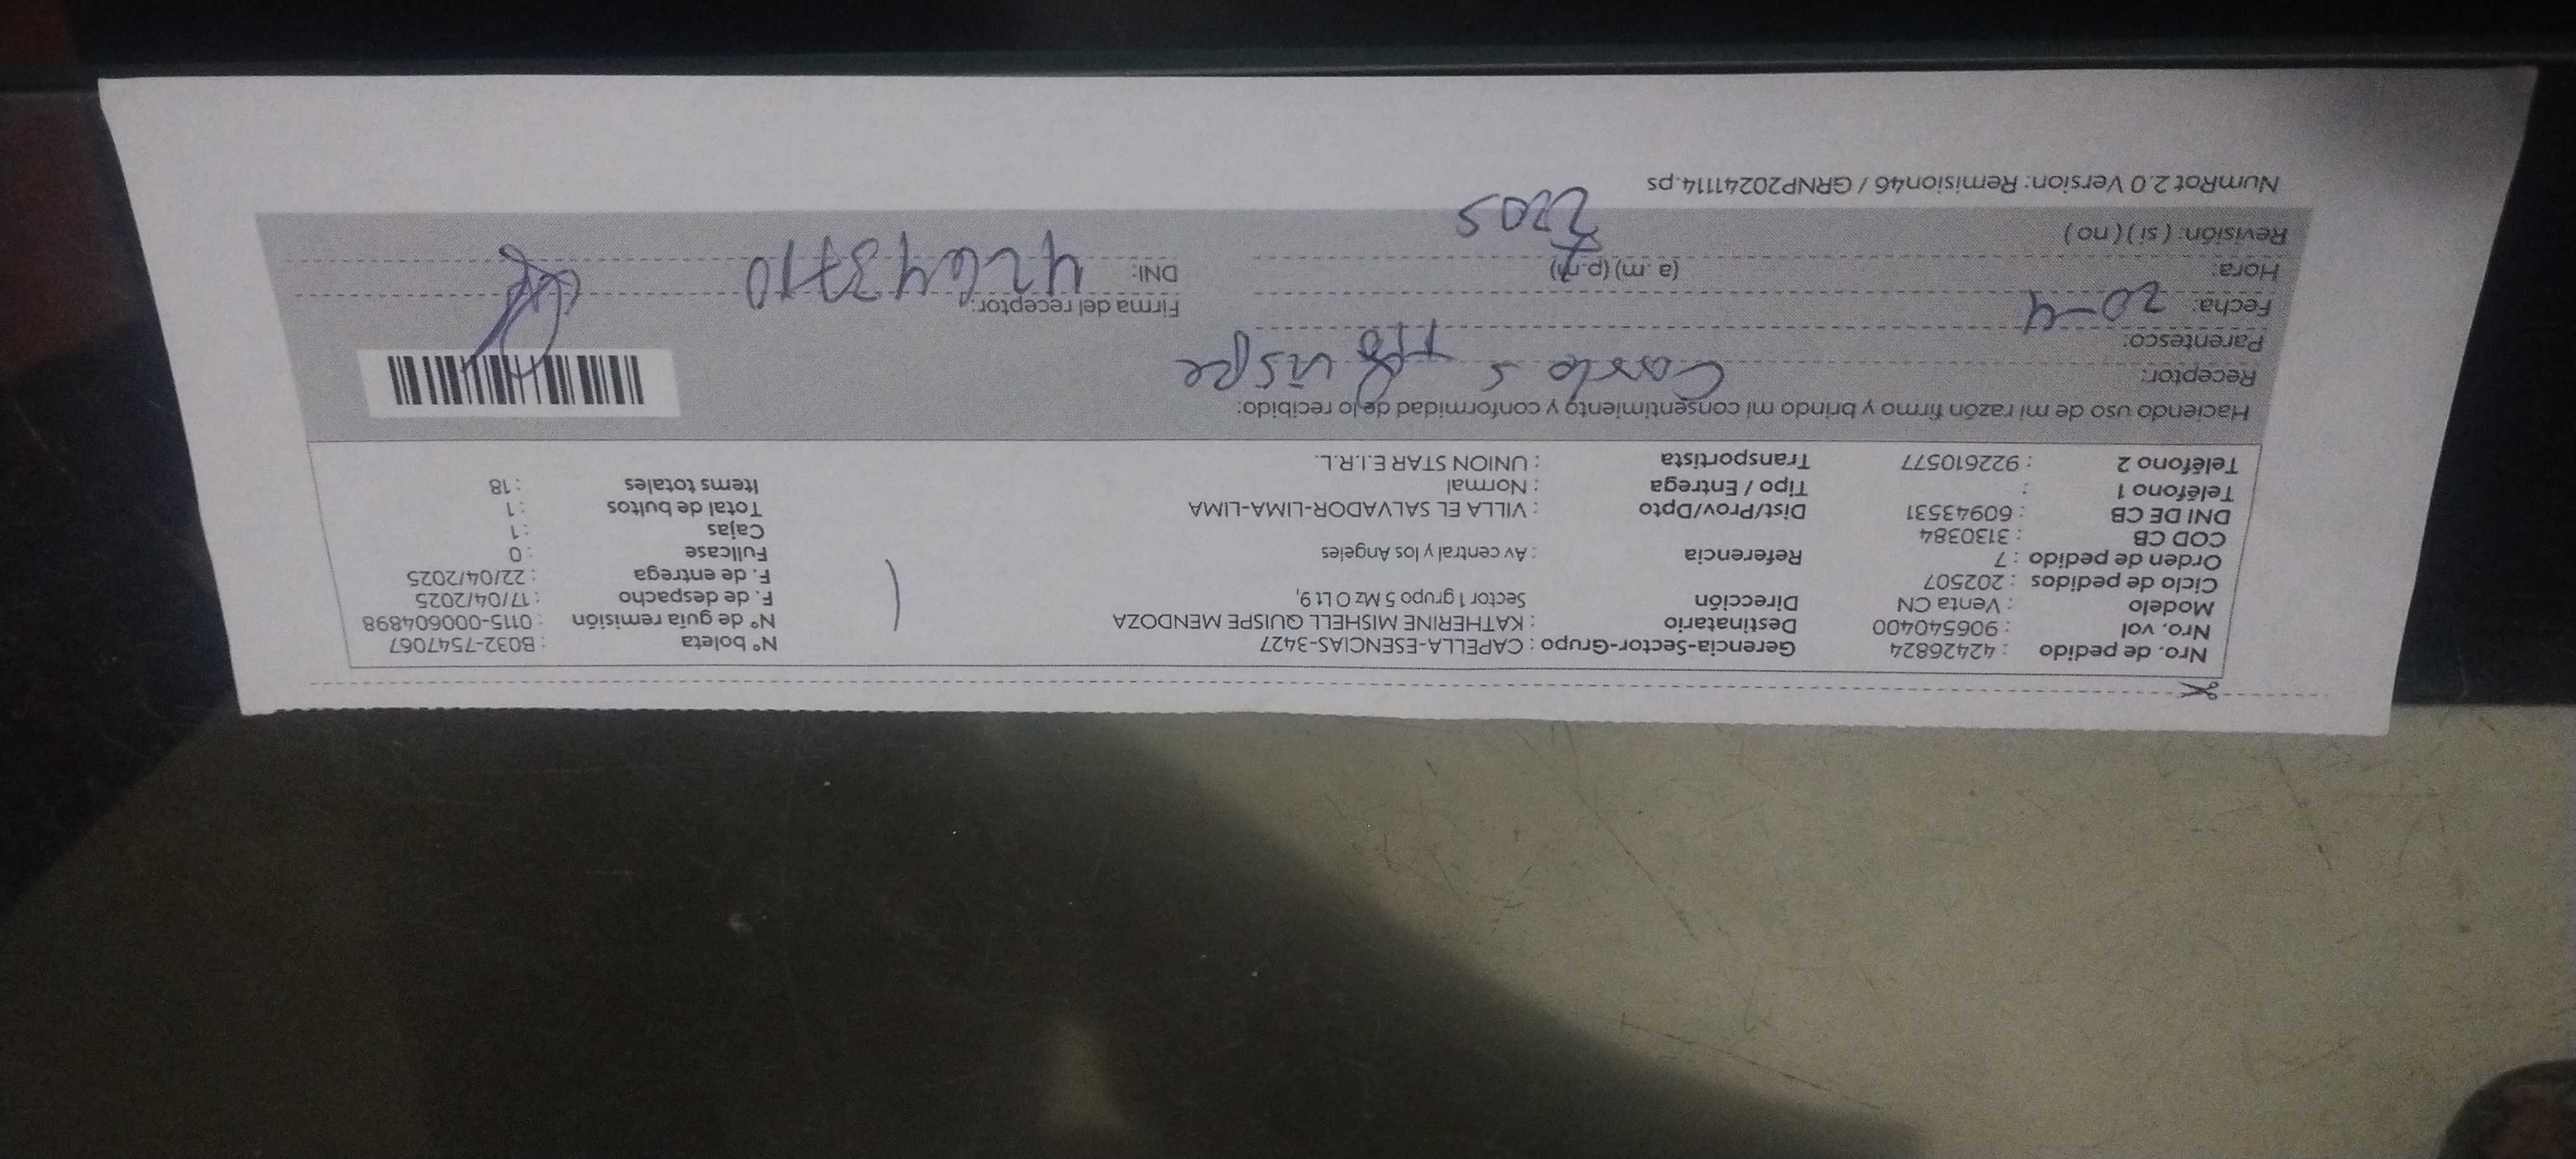 Nro. de pedido : 42426824 Gerencia-Sector-Grupo : CAPELLA-ESENCIAS-3427 N° boleta : B032-7547067
Nro. vol : 906540400 Destinatario : KATHERINE MISHELL QUISPE MENDOZA N° de guía remisión : 0115-0000604898
Modelo : Venta CN Dirección Sector 1 grupo 5 Mz O Lt 9, F. de despacho : 17/04/2025
Ciclo de pedidos : 202507 F. de entrega : 22/04/2025
Orden de pedido : 7 Referencia : Av central y los Angeles Fullcase : 0
COD CB : 3130384 Cajas : 1
DNI DE CB : 60943531 Dist/Prov/Dpto : VILLA EL SALVADOR-LIMA-LIMA Total de bultos : 1
Teléfono 1 : Tipo / Entrega : Normal Items totales : 18
Teléfono 2 : 922610577 Transportista : UNION STAR E.I.R.L.
Haciendo uso de mi razón firmo y brindo mi consentimiento y conformidad de lo recibido:
Receptor: Carlos
Parentesco:
Fecha: 20-4 Firma del receptor:
Hora: (a.m) (p.m) DNI: 42643710
Revisión: ( si ) ( no )
NumRot 2.0 Version: Remision46 / GRNP20241114.ps